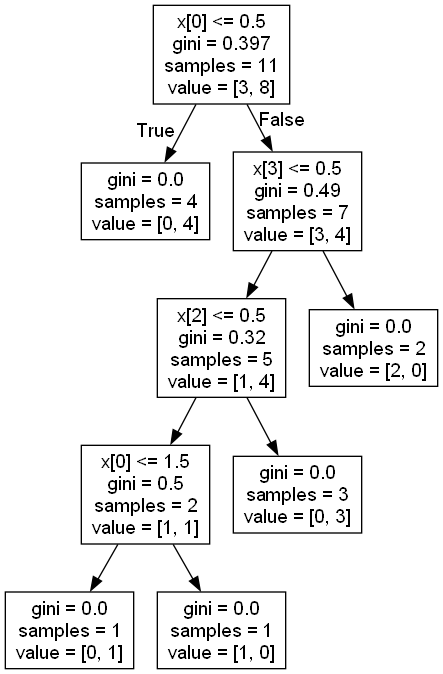 x[0] <= 0.5
gini = 0.397
samples = 11
value = [3, 8]
True
False
gini = 0.0
samples = 4
value = [0, 4]
x[3] <= 0.5
gini = 0.49
samples = 7
value = [3, 4]
x[2] <= 0.5
gini = 0.32
samples = 5
value = [1, 4]
gini = 0.0
samples = 2
value = [2, 0]
x[0] <= 1.5
gini = 0.5
samples = 2
value = [1, 1]
gini = 0.0
samples = 3
value = [0, 3]
gini = 0.0
samples = 1
value = [0, 1]
gini = 0.0
samples = 1
value = [1, 0]